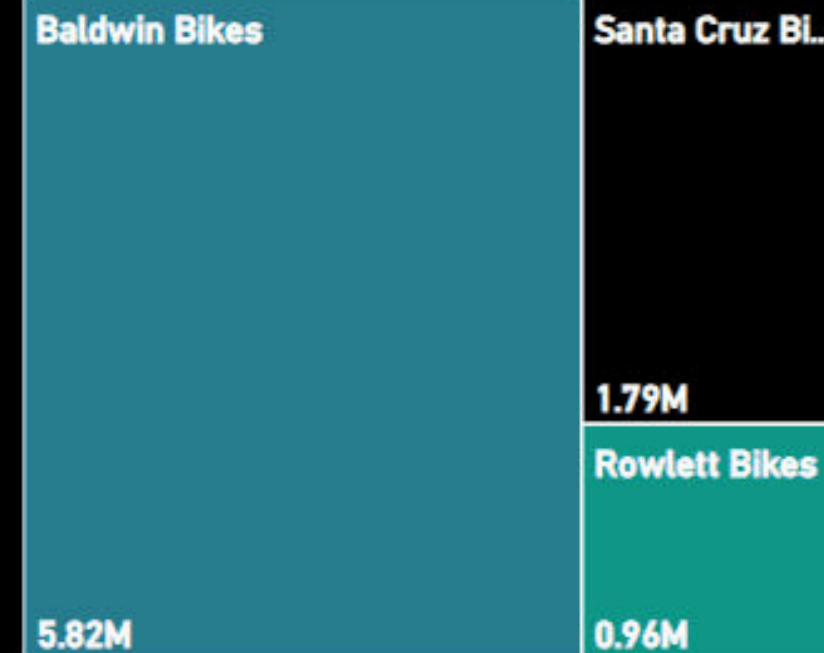 Baldwin Bikes
5.82M
Santa Cruz Bi...
1.79M
Rowlett Bikes
0.96M